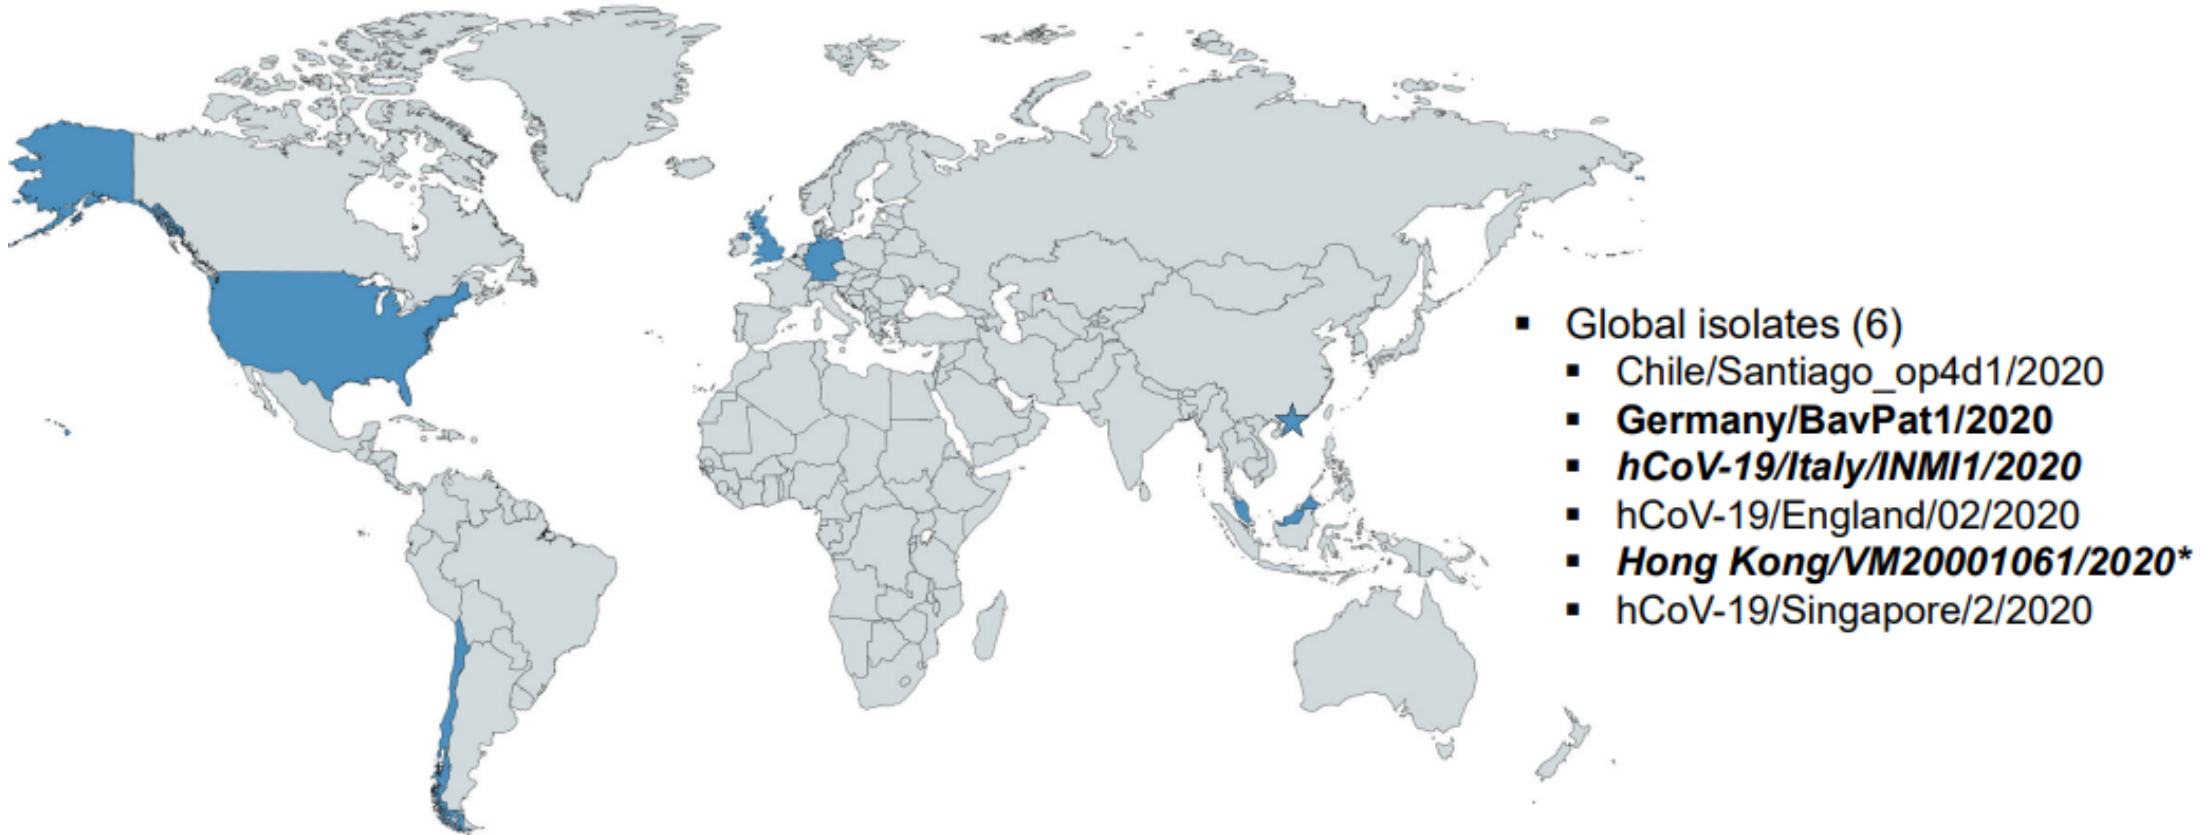 ▪ Global isolates (6)
▪ Chile/Santiago_op4d1/2020
▪ Germany/BavPat1/2020
▪ hCoV-19/Italy/INMI1/2020
▪ hCoV-19/England/02/2020
▪ Hong Kong/VM20001061/2020*
▪ hCoV-19/Singapore/2/2020